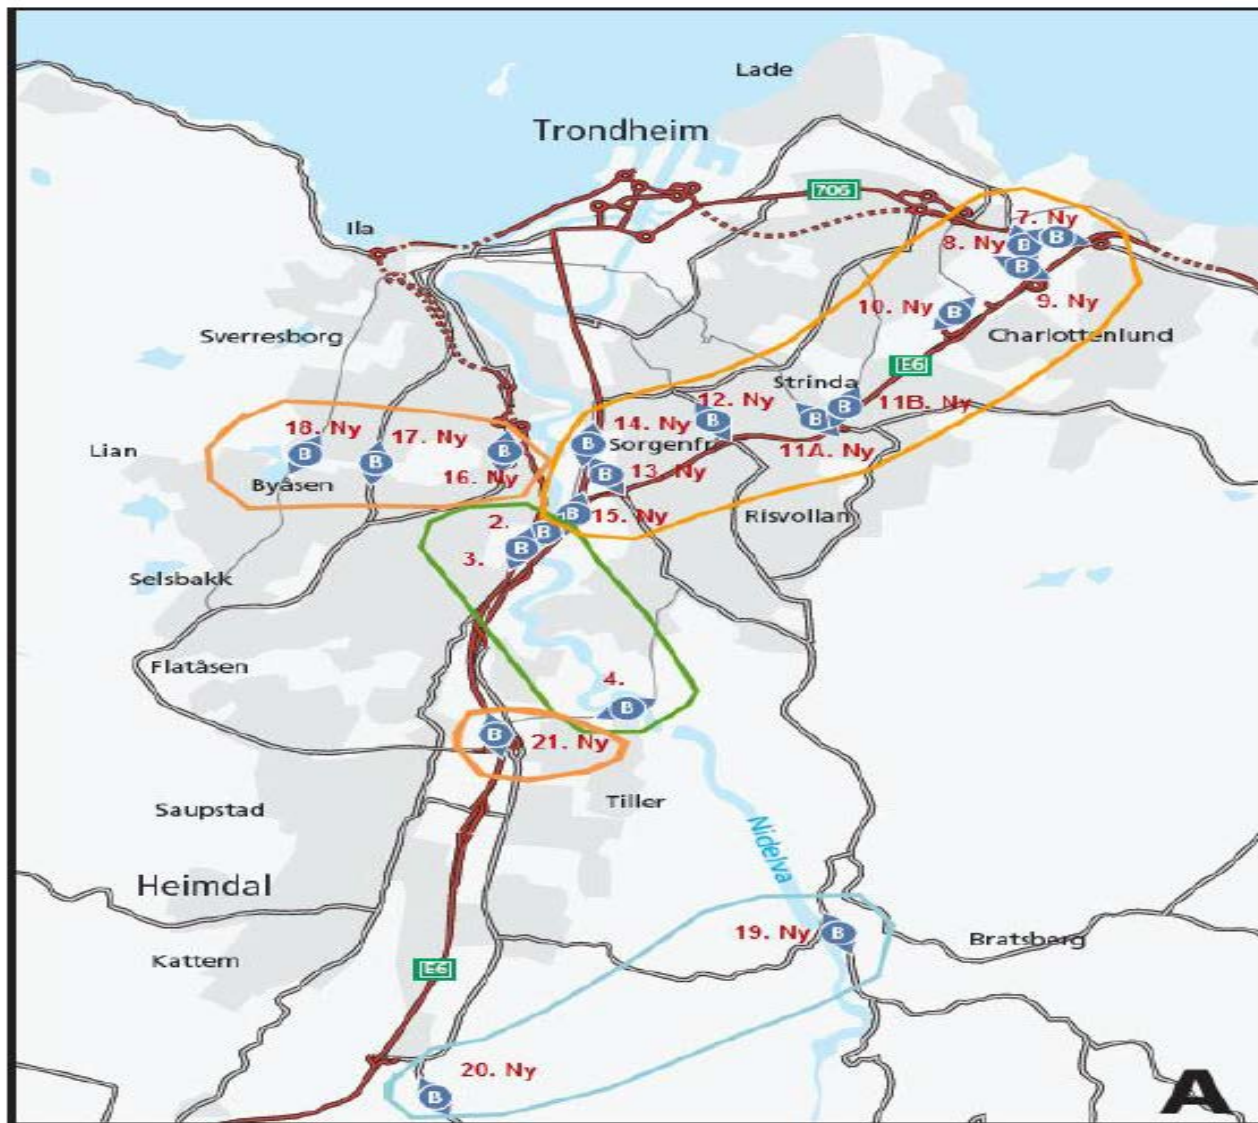 Lade
Trondheim
706
Ila
7. Ny
8. Ny
B
B
B
9. Ny
10. Ny
B
Sverresborg
Charlottenlund
E6
Strinda
12. Ny
11B. Ny
B
B
B
14. Ny
18. Ny
17. Ny
Lian
B
B
B
B
Sorgenfri
11A. Ny
Byåsen
16. Ny
B
13. Ny
2.
B
15. Ny
Risvollan
B
3.
B
Selsbakk
Flatåsen
4.
B
B
21. Ny
Tiller
Saupstad
Nidelva
Heimdal
19. Ny
B
Bratsberg
Kattem
E6
20. Ny
B
A